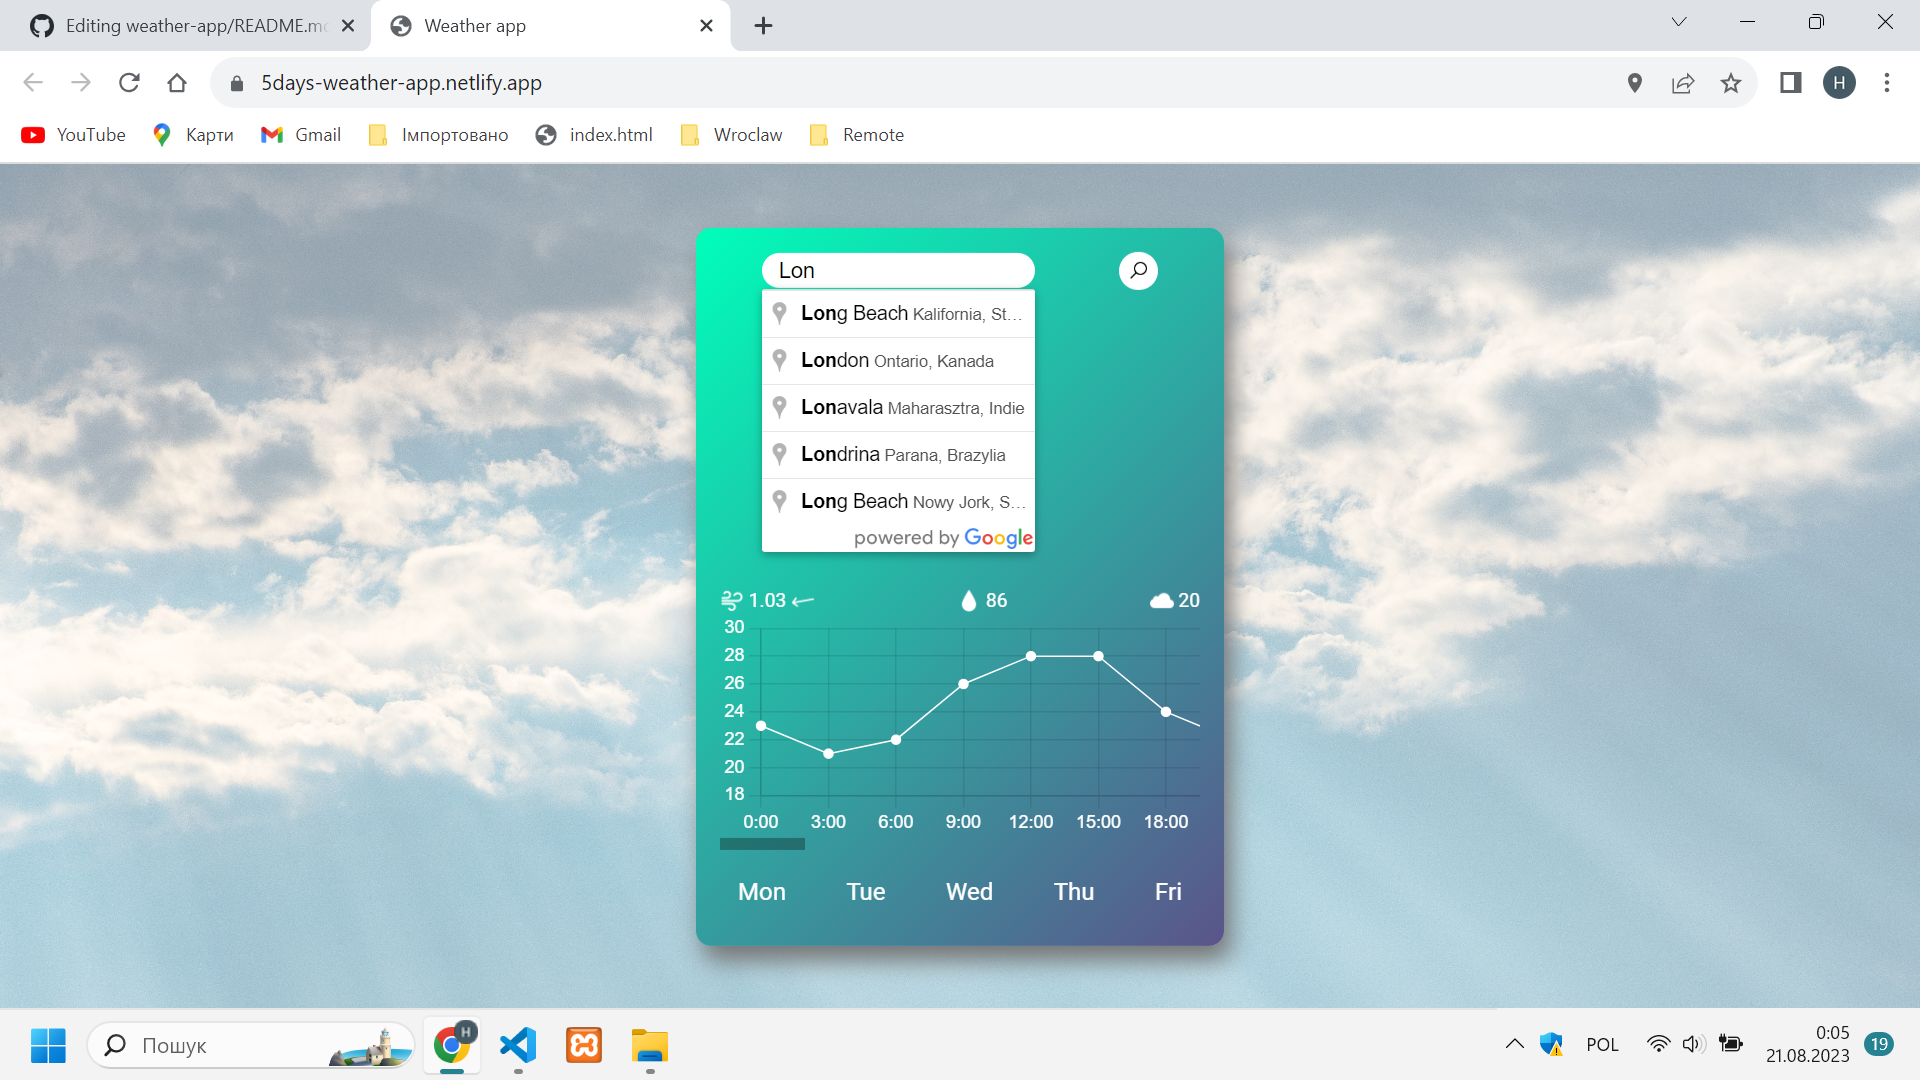 Editing weather-app/README.m
Weather app
5days-weather-app.netlify.app
H
YouTube
Карти
Gmail
Імпортовано
index.html
Wroclaw
Remote
Lon
Long Beach Kalifornia, St...
London Ontario, Kanada
Lonavala Maharasztra, Indie
Londrina Parana, Brazylia
Long Beach Nowy Jork, S...
powered by Google
1.03
86
20
30
28
26
24
22
20
18
0:00 3:00 6:00 9:00 12:00 15:00 18:00
Mon Tue Wed Thu Fri
Пошук
H
POL
0:05
21.08.2023
19